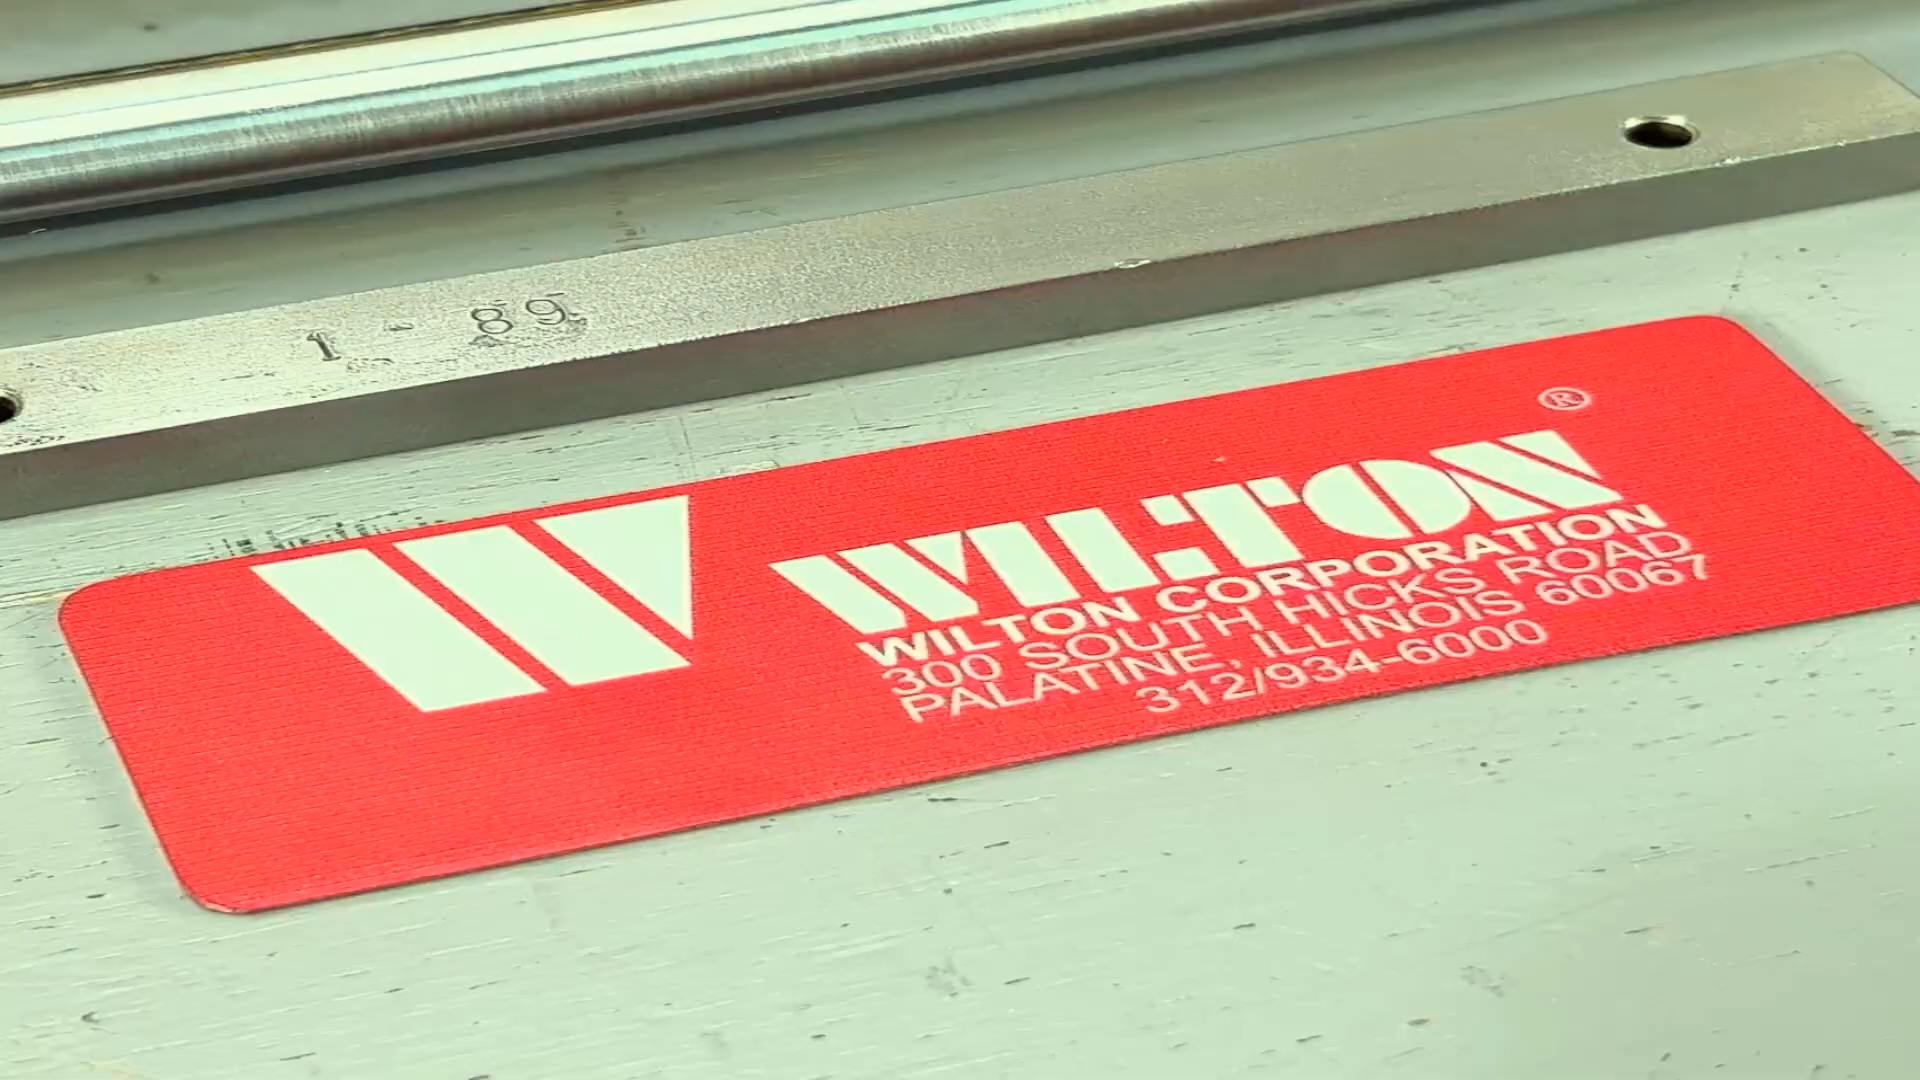 1 - 89
®
W WILTON
WILTON CORPORATION
300 SOUTH HICKS ROAD
PALATINE, ILLINOIS 60067
312/934-6000